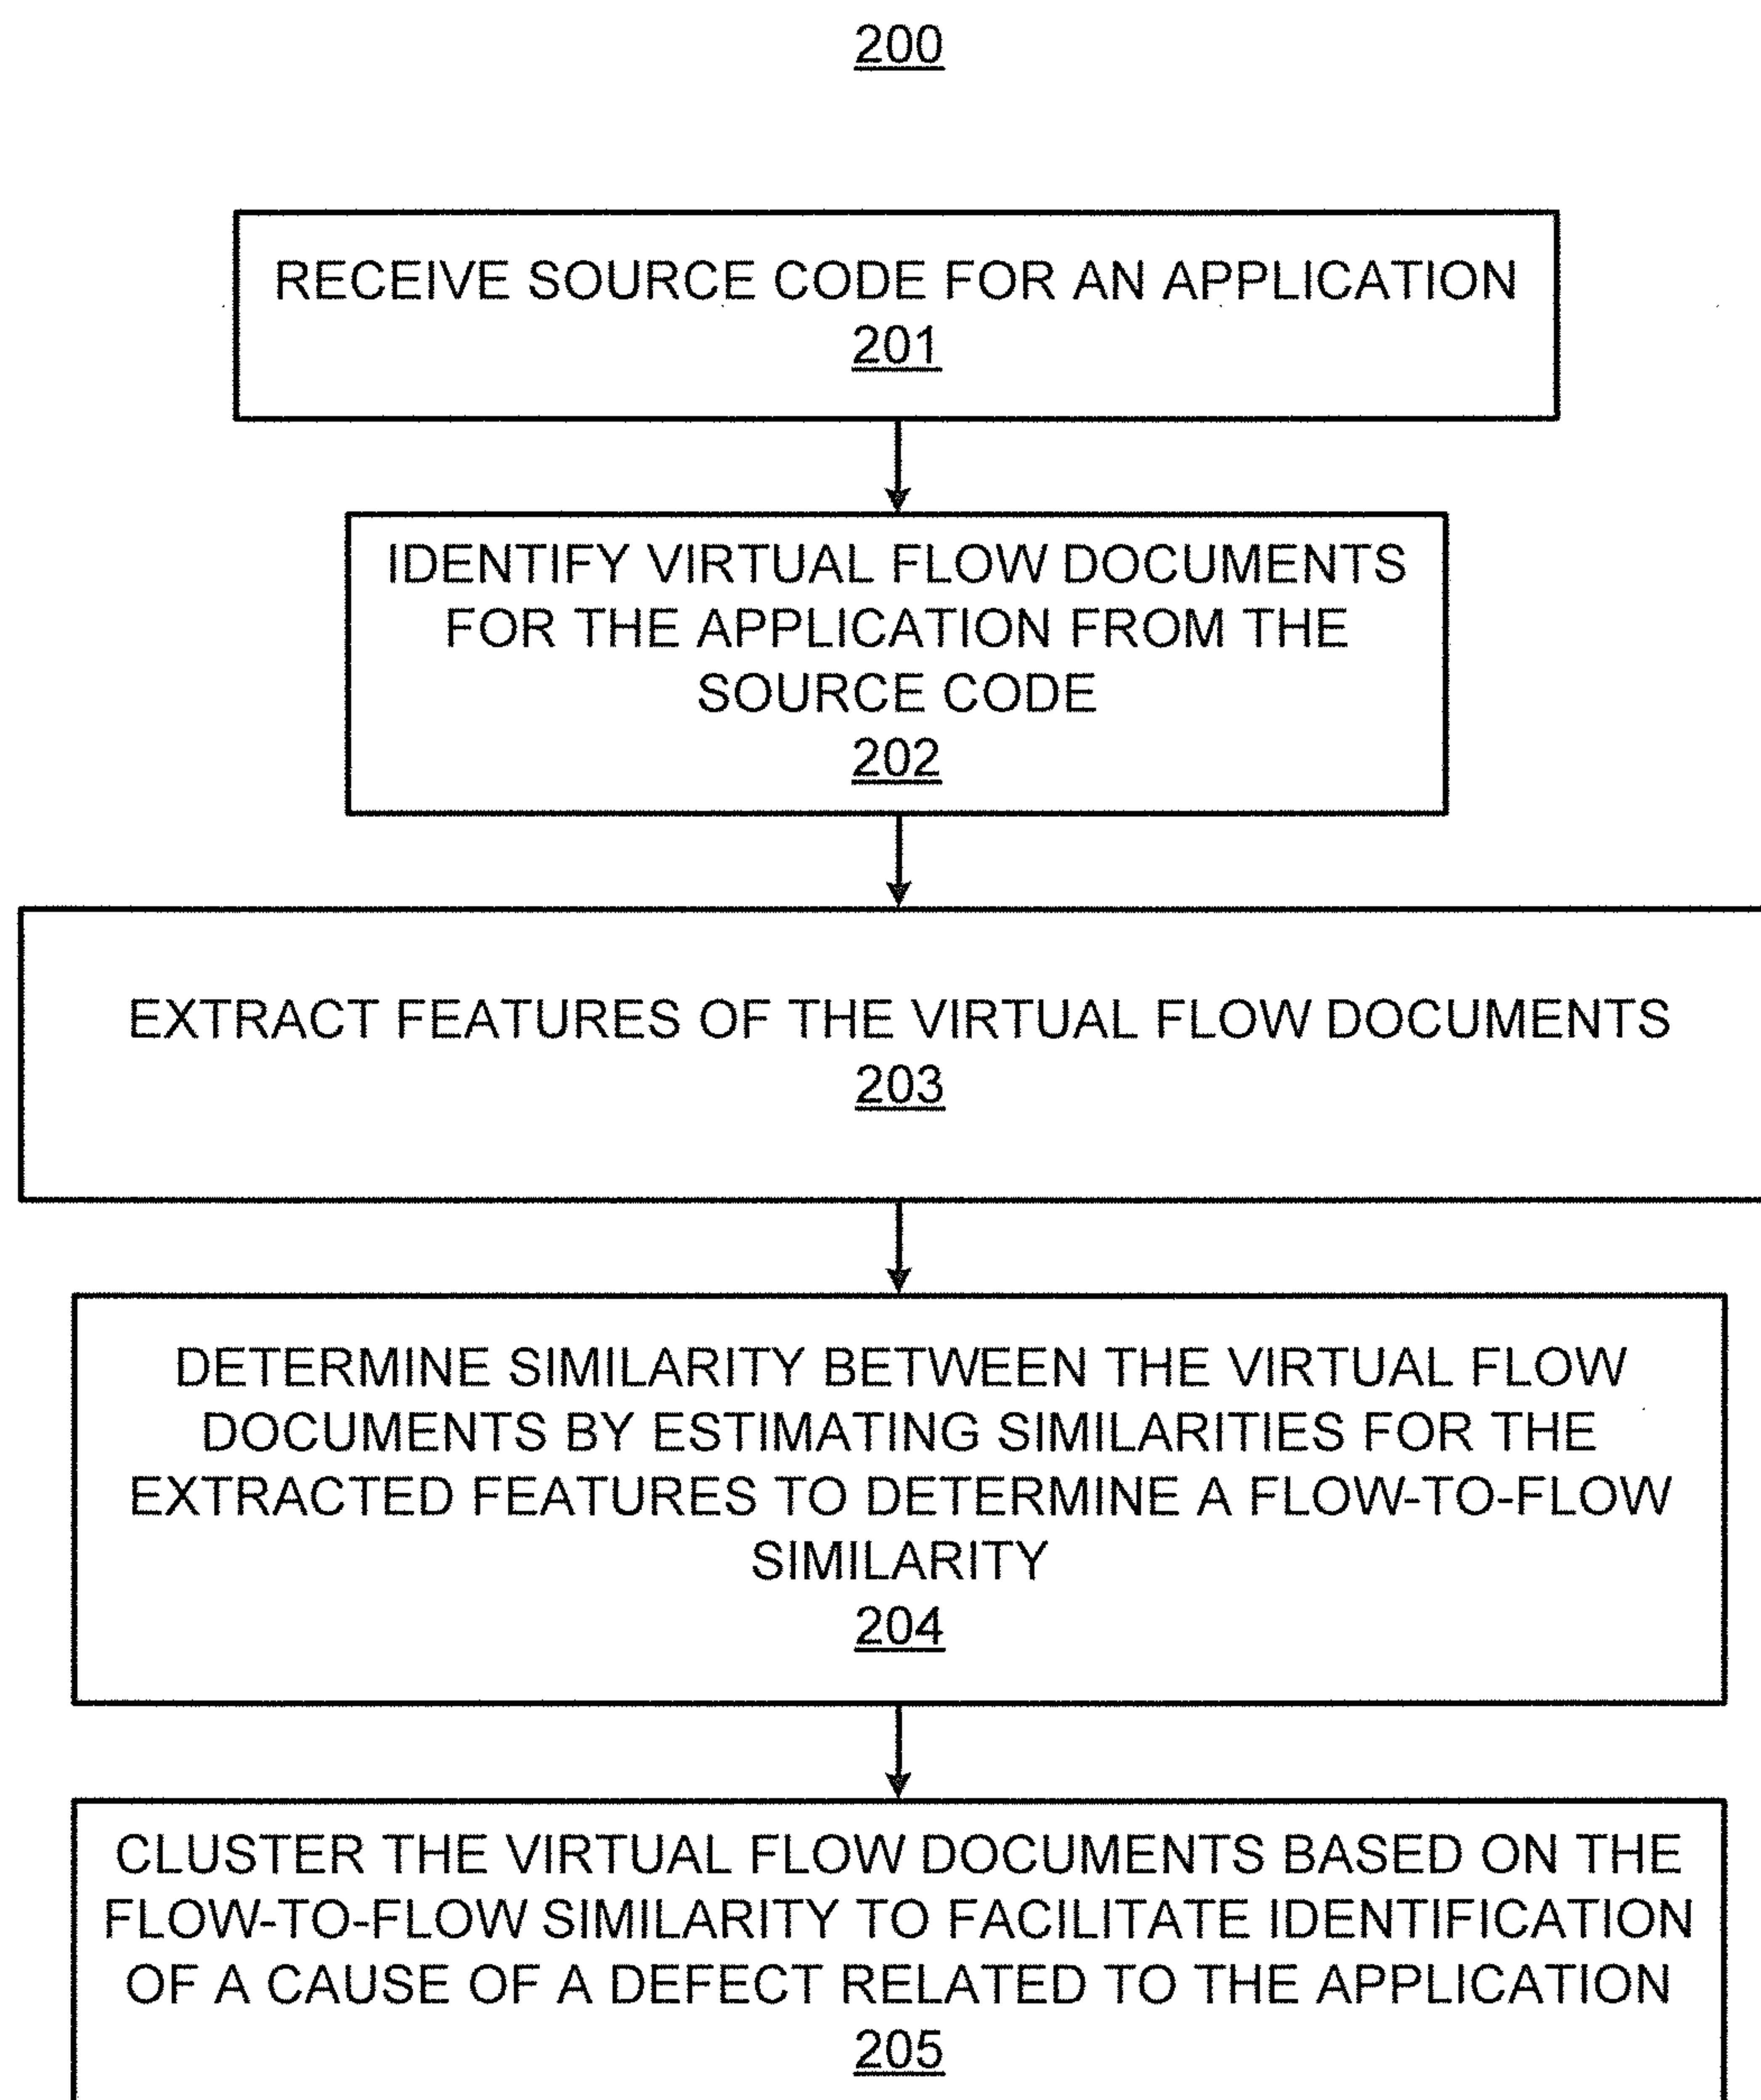 200
RECEIVE SOURCE CODE FOR AN APPLICATION
201
IDENTIFY VIRTUAL FLOW DOCUMENTS
FOR THE APPLICATION FROM THE
SOURCE CODE
202
EXTRACT FEATURES OF THE VIRTUAL FLOW DOCUMENTS
203
DETERMINE SIMILARITY BETWEEN THE VIRTUAL FLOW
DOCUMENTS BY ESTIMATING SIMILARITIES FOR THE
EXTRACTED FEATURES TO DETERMINE A FLOW-TO-FLOW
SIMILARITY
204
CLUSTER THE VIRTUAL FLOW DOCUMENTS BASED ON THE
FLOW-TO-FLOW SIMILARITY TO FACILITATE IDENTIFICATION
OF A CAUSE OF A DEFECT RELATED TO THE APPLICATION
205